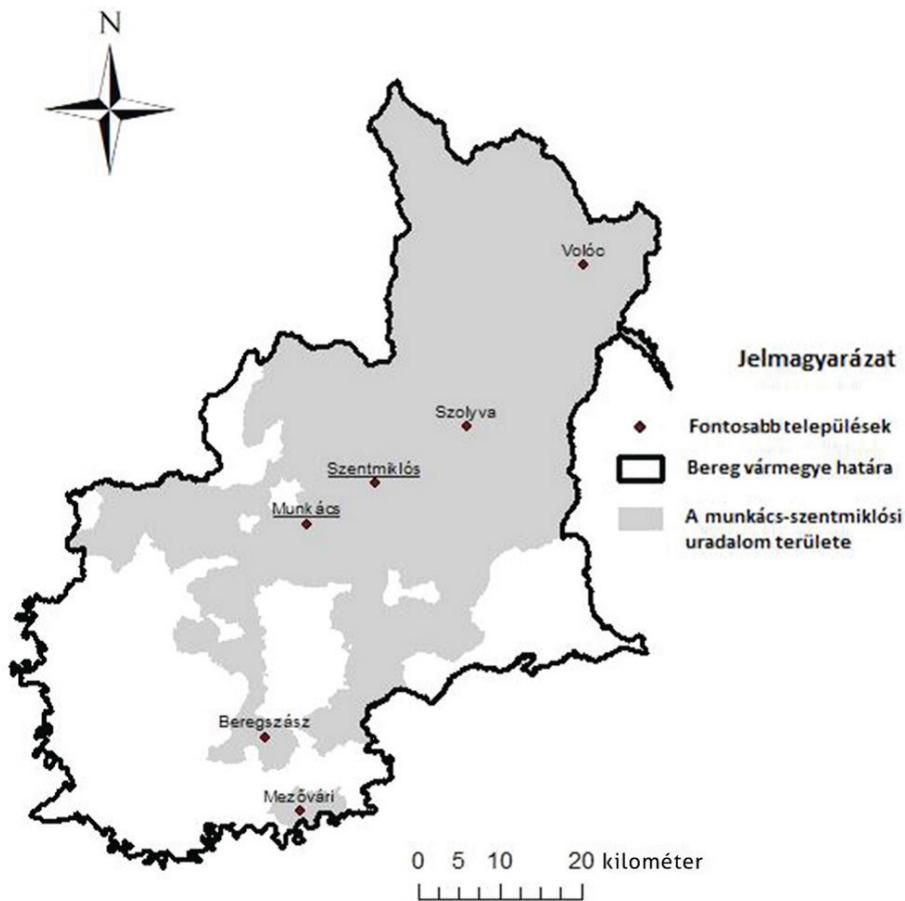 N
Volóc
Jelmagyarázat
Szolyva
Fontosabb települések
Szentmiklós
Bereg vármegye határa
Munkács
A munkács-szentmiklósi
uradalom területe
Beregszász
Mezővári
0 5 10 20 kilométer